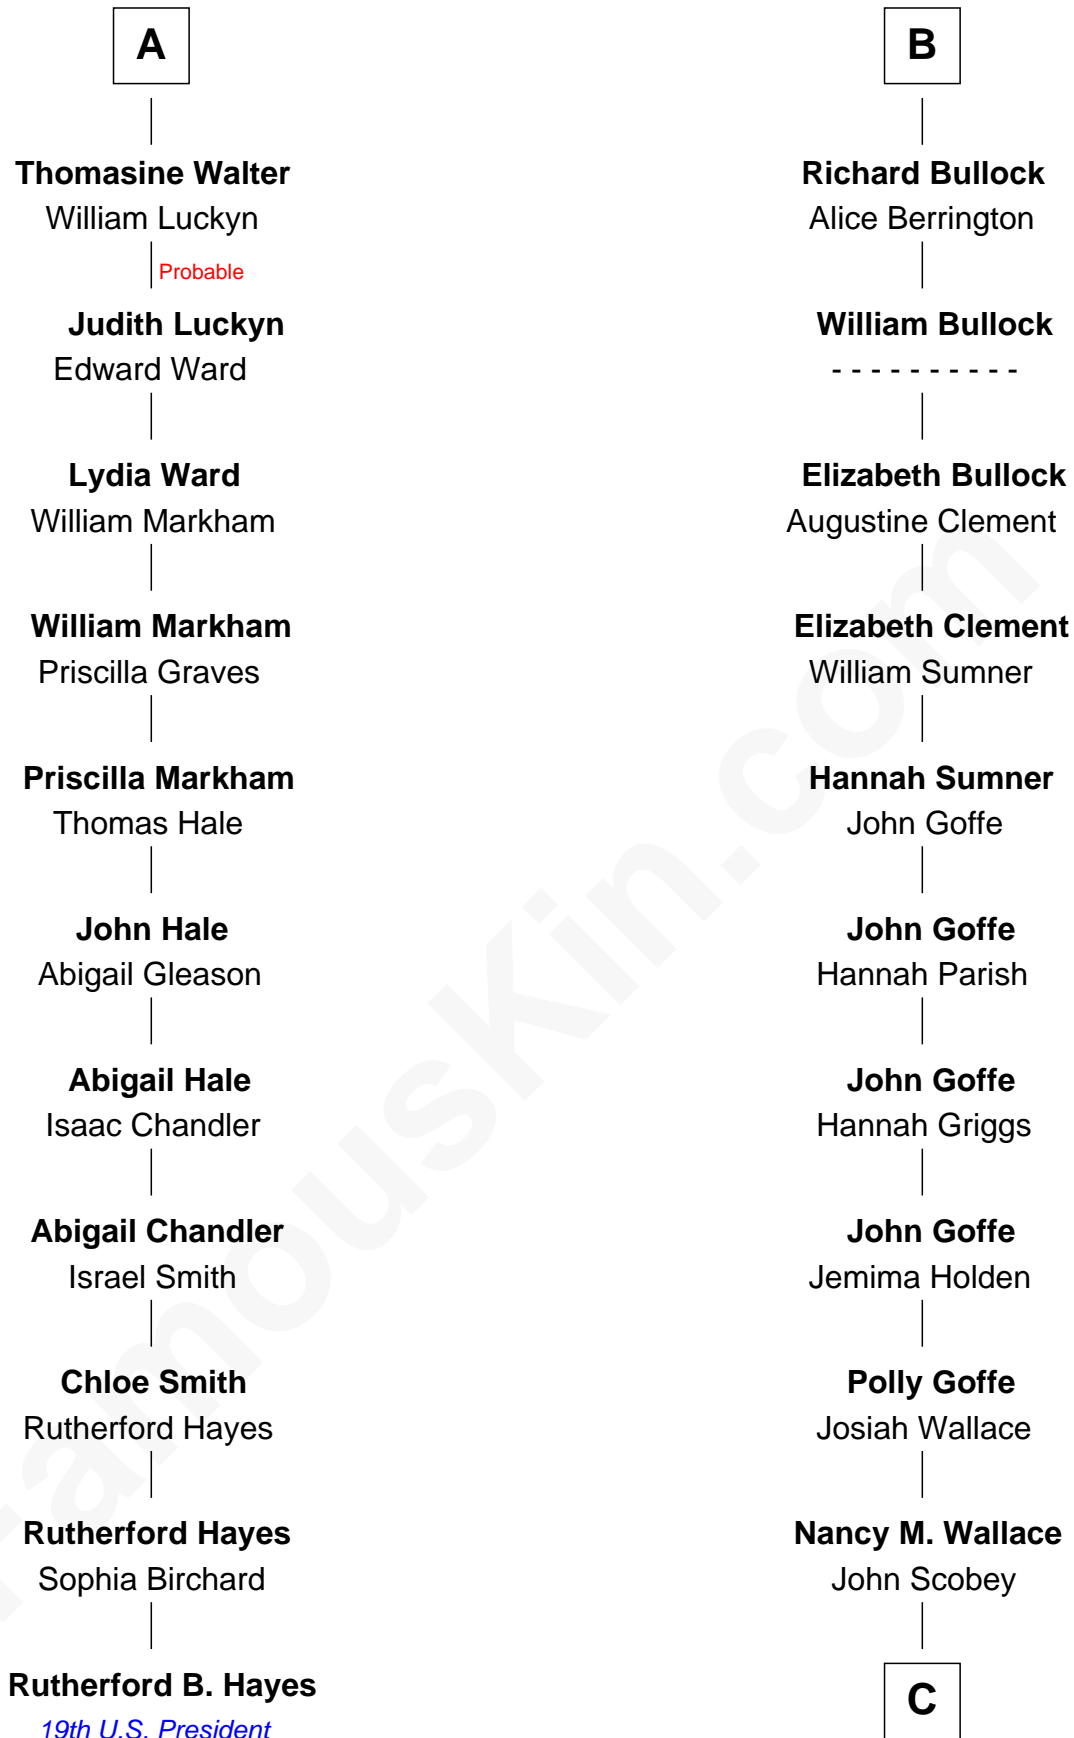 A
Thomasine Walter
William Luckyn
Probable
Judith Luckyn
Edward Ward
Lydia Ward
William Markham
William Markham
Priscilla Graves
Priscilla Markham
Thomas Hale
John Hale
Abigail Gleason
Abigail Hale
Isaac Chandler
Abigail Chandler
Israel Smith
Chloe Smith
Rutherford Hayes
Rutherford Hayes
Sophia Birchard
Rutherford B. Hayes
19th U.S. President
B
Richard Bullock
Alice Berrington
William Bullock
- - - - - - - - - -
Elizabeth Bullock
Augustine Clement
Elizabeth Clement
William Sumner
Hannah Sumner
John Goffe
John Goffe
Hannah Parish
John Goffe
Hannah Griggs
John Goffe
Jemima Holden
Polly Goffe
Josiah Wallace
Nancy M. Wallace
John Scobey
C
FamousKin.com